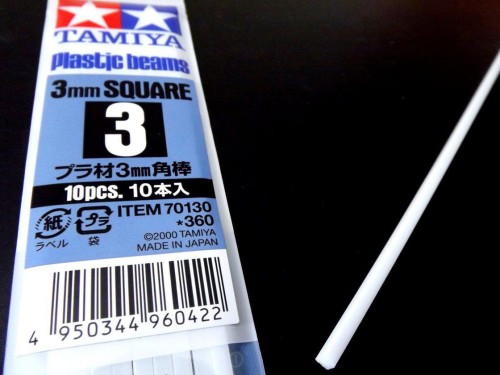 TAMIYA
Plastic beams
3mm SQUARE
3
プラ材3mm角棒
10pcs. 10本入
紙 プラ ITEM 70130
ラベル 袋 *360
©2000 TAMIYA
MADE IN JAPAN
4 950344 960422